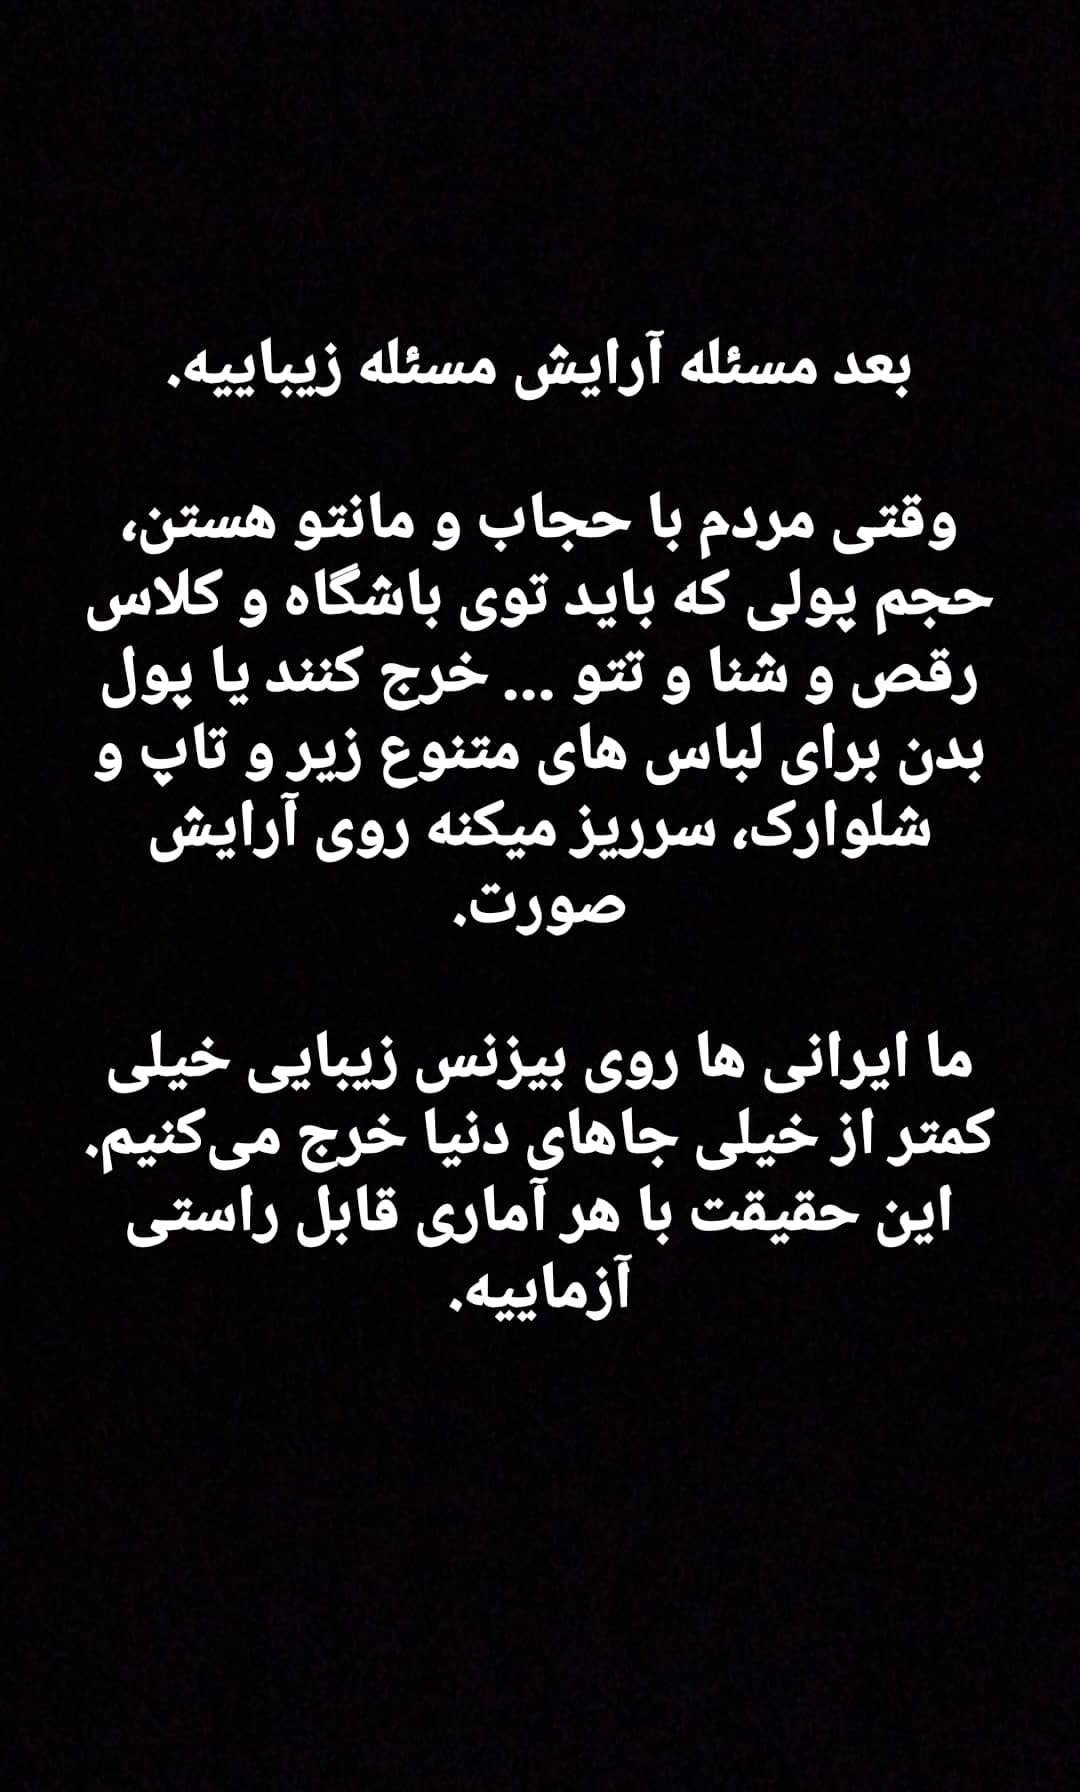 بعد مسئله آرایش مسئله زیباییه.
وقتی مردم با حجاب و مانتو هستن،
حجم پولی که باید توی باشگاه و کلاس
رقص و شنا و تتو ... خرج کنند یا پول
بدن برای لباس های متنوع زیر و تاپ و
شلوارک، سرریز میکنه روی آرایش
صورت.
ما ایرانی ها روی بیزنس زیبایی خیلی
کمتر از خیلی جاهای دنیا خرج می‌کنیم.
این حقیقت با هر آماری قابل راستی
آزماییه.